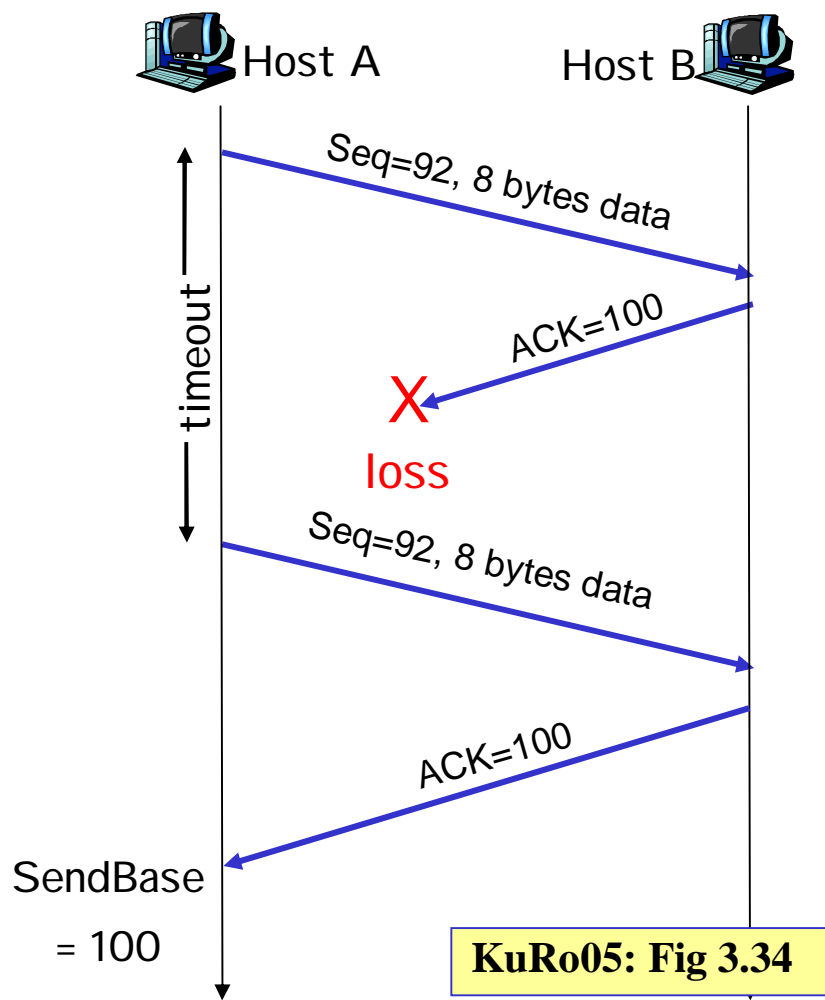 Host A
Host B
Seq=92, 8 bytes data
timeout
ACK=100
X
loss
Seq=92, 8 bytes data
ACK=100
SendBase
= 100
KuRo05: Fig 3.34